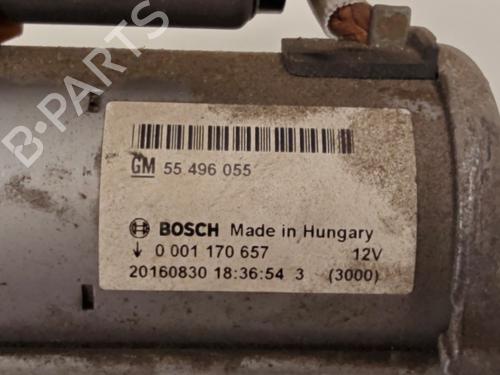 B-PARTS
GM 55 496 055
BOSCH Made in Hungary
↓ 0 001 170 657 12V
20160830 18:36:54 3 (3000)